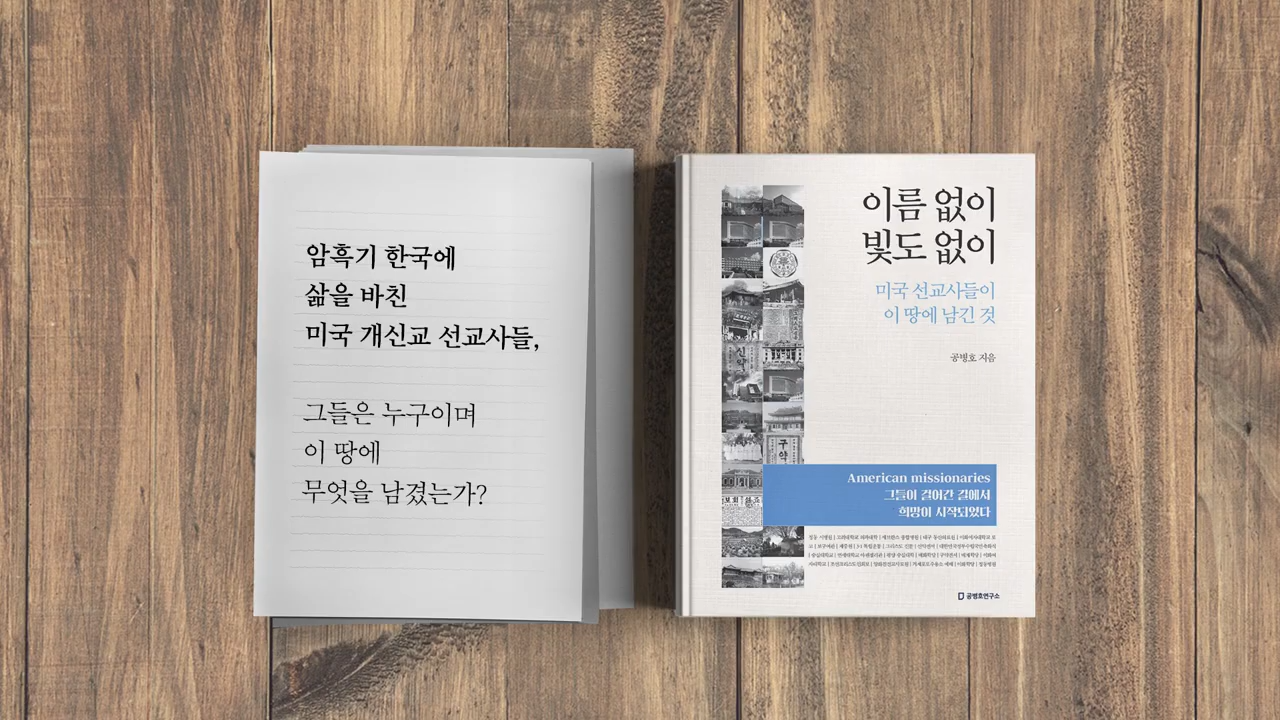 암흑기 한국에
삶을 바친
미국 개신교 선교사들,
그들은 누구이며
이 땅에
무엇을 남겼는가?
이름 없이
빛도 없이
미국 선교사들이
이 땅에 남긴 것
공병호 지음
신약
구약
American missionaries
그들이 걸어간 길에서
희망이 시작되었다
공병호연구소